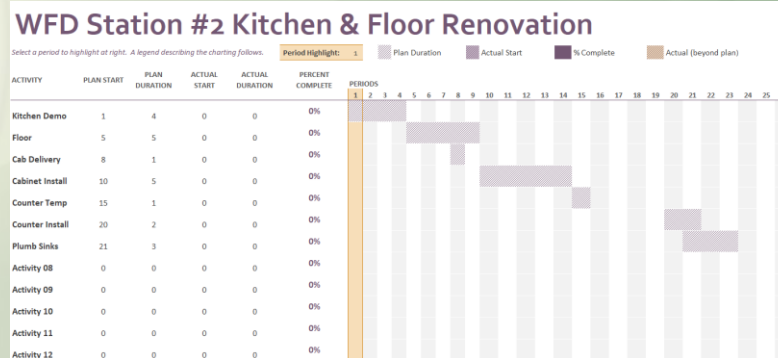 WFD Station #2 Kitchen & Floor Renovation
Select a period to highlight at right. A legend describing the charting follows. Period Highlight: 1 Plan Duration Actual Start % Complete Actual (beyond plan)
ACTIVITY PLAN START PLAN DURATION ACTUAL START ACTUAL DURATION PERCENT COMPLETE PERIODS
1 2 3 4 5 6 7 8 9 10 11 12 13 14 15 16 17 18 19 20 21 22 23 24 25
Kitchen Demo 1 4 0 0 0%
Floor 5 5 0 0 0%
Cab Delivery 8 1 0 0 0%
Cabinet Install 10 5 0 0 0%
Counter Temp 15 1 0 0 0%
Counter Install 20 2 0 0 0%
Plumb Sinks 21 3 0 0 0%
Activity 08 0 0 0 0 0%
Activity 09 0 0 0 0 0%
Activity 10 0 0 0 0 0%
Activity 11 0 0 0 0 0%
Activity 12 0 0 0 0 0%